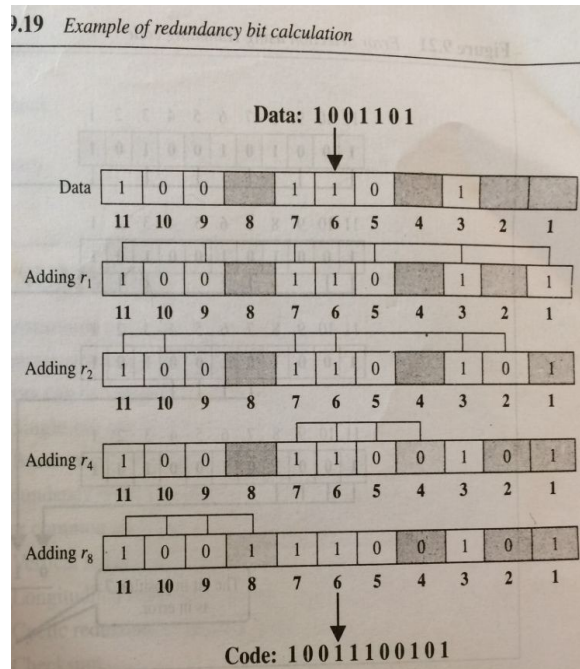 9.19 Example of redundancy bit calculation
Data: 1001101
Data 1 0 0 1 1 0 1
11 10 9 8 7 6 5 4 3 2 1
Adding r1 1 0 0 1 1 0 1 1
11 10 9 8 7 6 5 4 3 2 1
Adding r2 1 0 0 1 1 0 1 0 1
11 10 9 8 7 6 5 4 3 2 1
Adding r4 1 0 0 1 1 0 0 1 0 1
11 10 9 8 7 6 5 4 3 2 1
Adding r8 1 0 0 1 1 1 0 0 1 0 1
11 10 9 8 7 6 5 4 3 2 1
Code: 10011100101